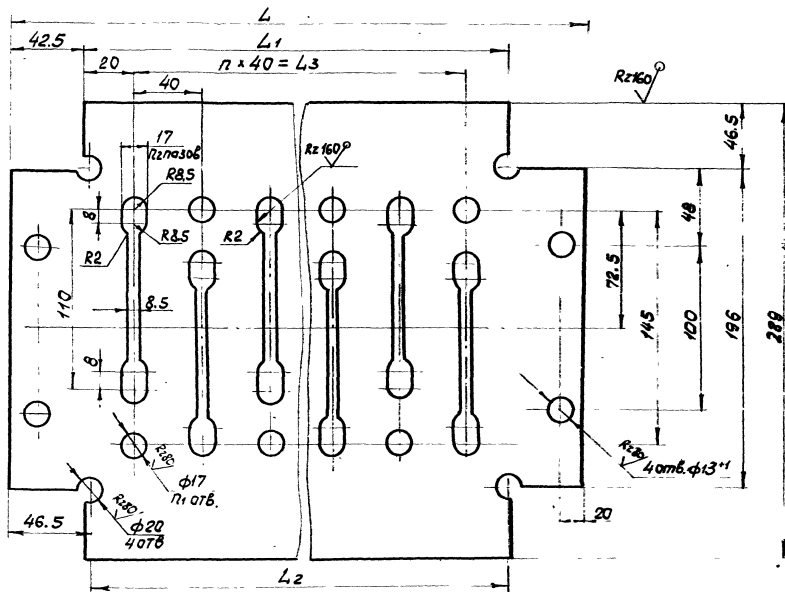 L
42.5
L1
20
n × 40 = L3
40
Rz160
46.5
17
n2 пазов
Rz160
R8.5
8
R8.5
R2
R2
48
110
8.5
72.5
145
100
196
289
8
Rz80
ф17
n1 отв.
Rz80
4 отв. ф13+1
46.5
Rz80
ф20
4 отв
20
L2